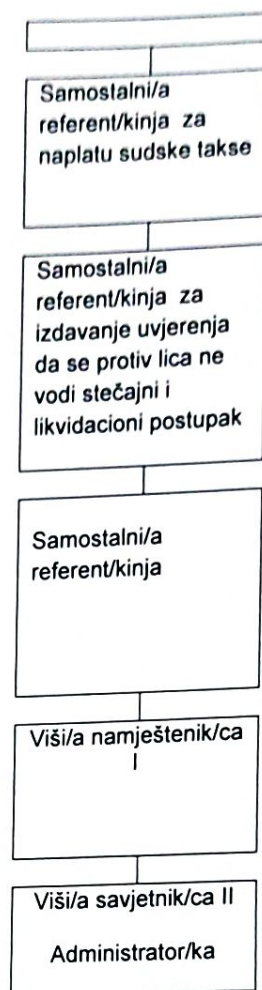 Samostalni/a
referent/kinja za
naplatu sudske takse
Samostalni/a
referent/kinja za
izdavanje uvjerenja
da se protiv lica ne
vodi stečajni i
likvidacioni postupak
Samostalni/a
referent/kinja
Viši/a namještenik/ca
I
Viši/a savjetnik/ca II
Administrator/ka